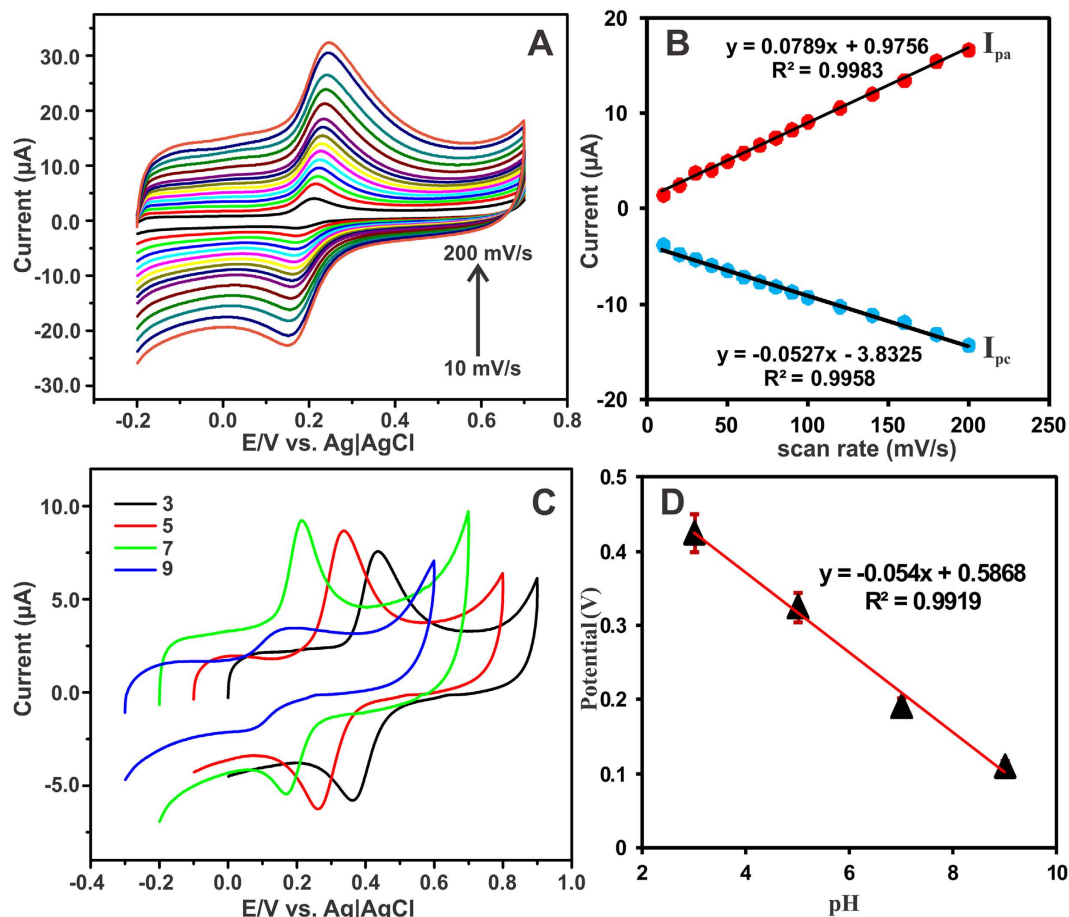 A
30.0
20.0
10.0
0.0
-10.0
-20.0
-30.0
Current (µA)
200 mV/s
10 mV/s
-0.2 0.0 0.2 0.4 0.6 0.8
E/V vs. Ag|AgCl
B
20
10
0
-10
-20
Current (µA)
y = 0.0789x + 0.9756
R² = 0.9983
Ipa
y = -0.0527x - 3.8325
R² = 0.9958
Ipc
0 50 100 150 200 250
scan rate (mV/s)
C
3
5
7
9
10.0
5.0
0.0
-5.0
Current (µA)
-0.4 -0.2 0.0 0.2 0.4 0.6 0.8 1.0
E/V vs. Ag|AgCl
D
0.5
0.4
0.3
0.2
0.1
0
Potential (V)
y = -0.054x + 0.5868
R² = 0.9919
2 4 6 8 10
pH